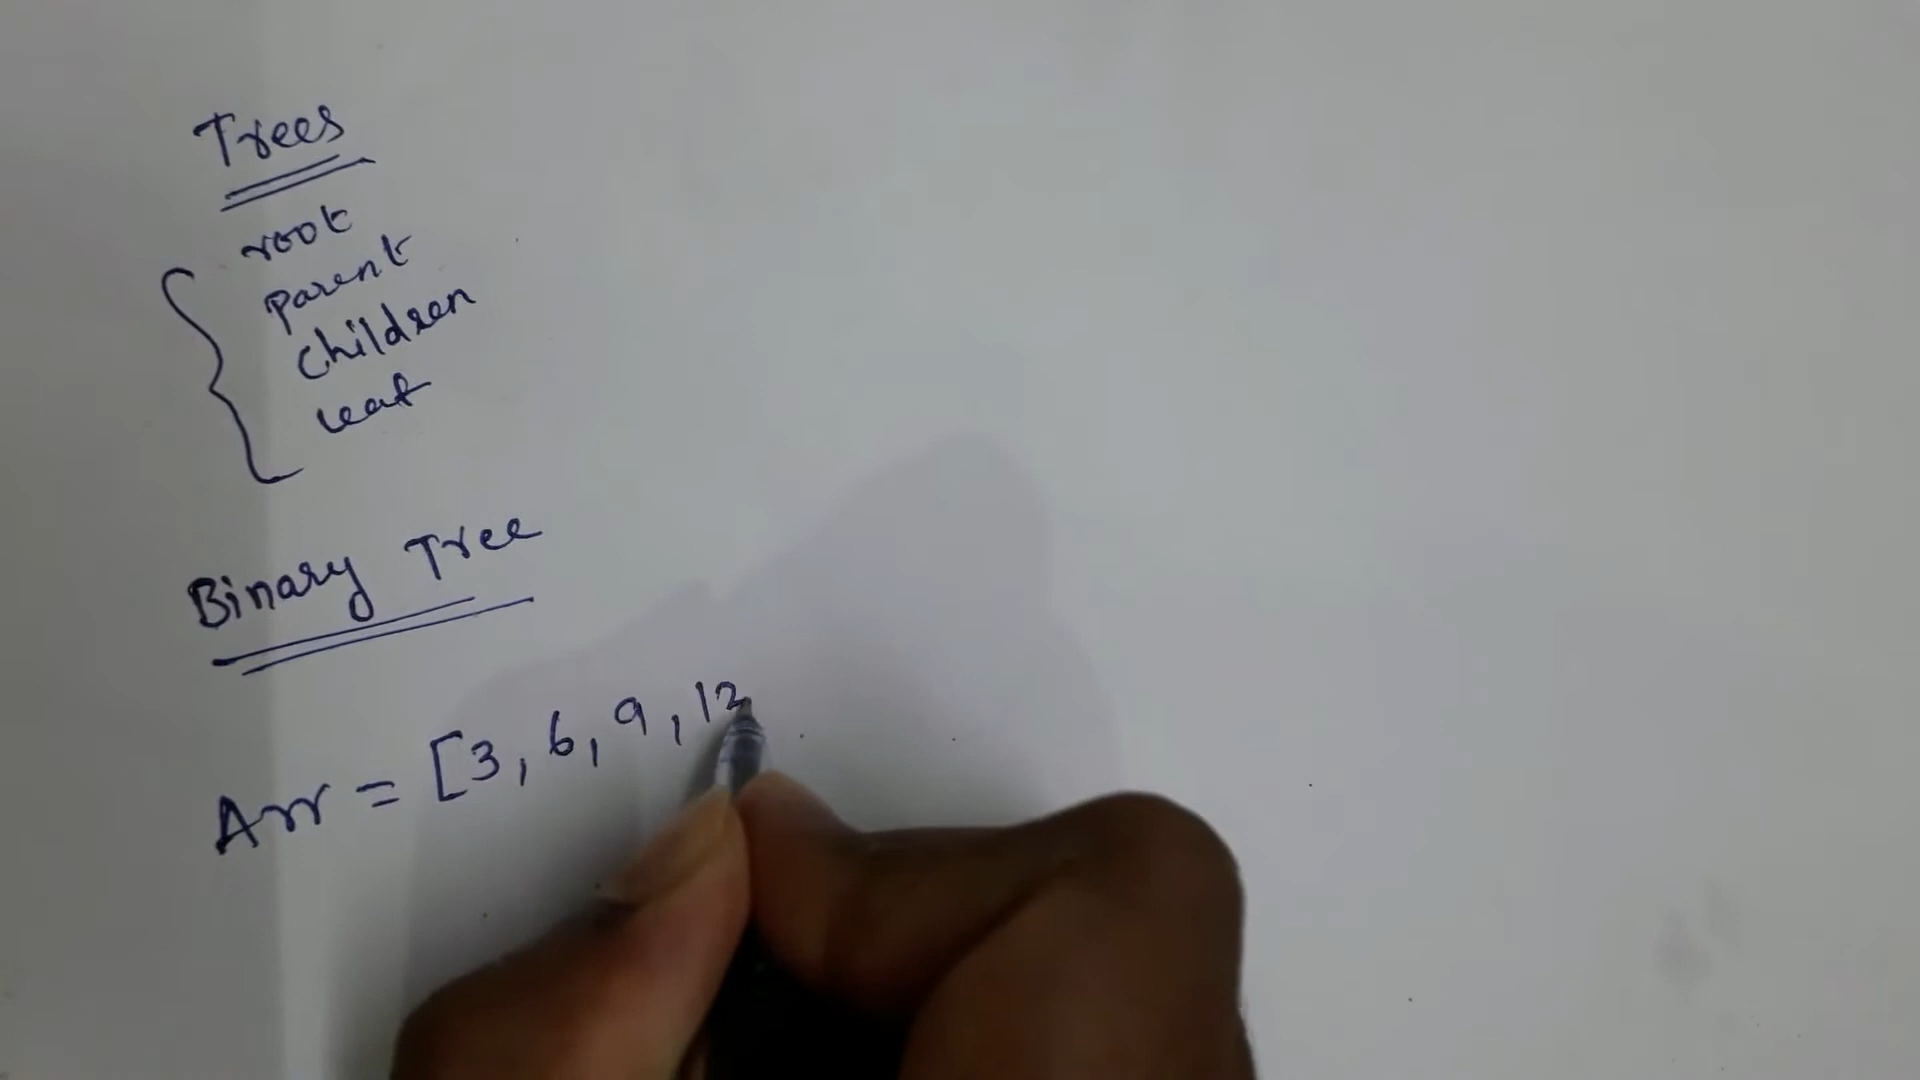 Trees
root
parent
children
leaf
Binary Tree
Arr = [3, 6, 9, 12